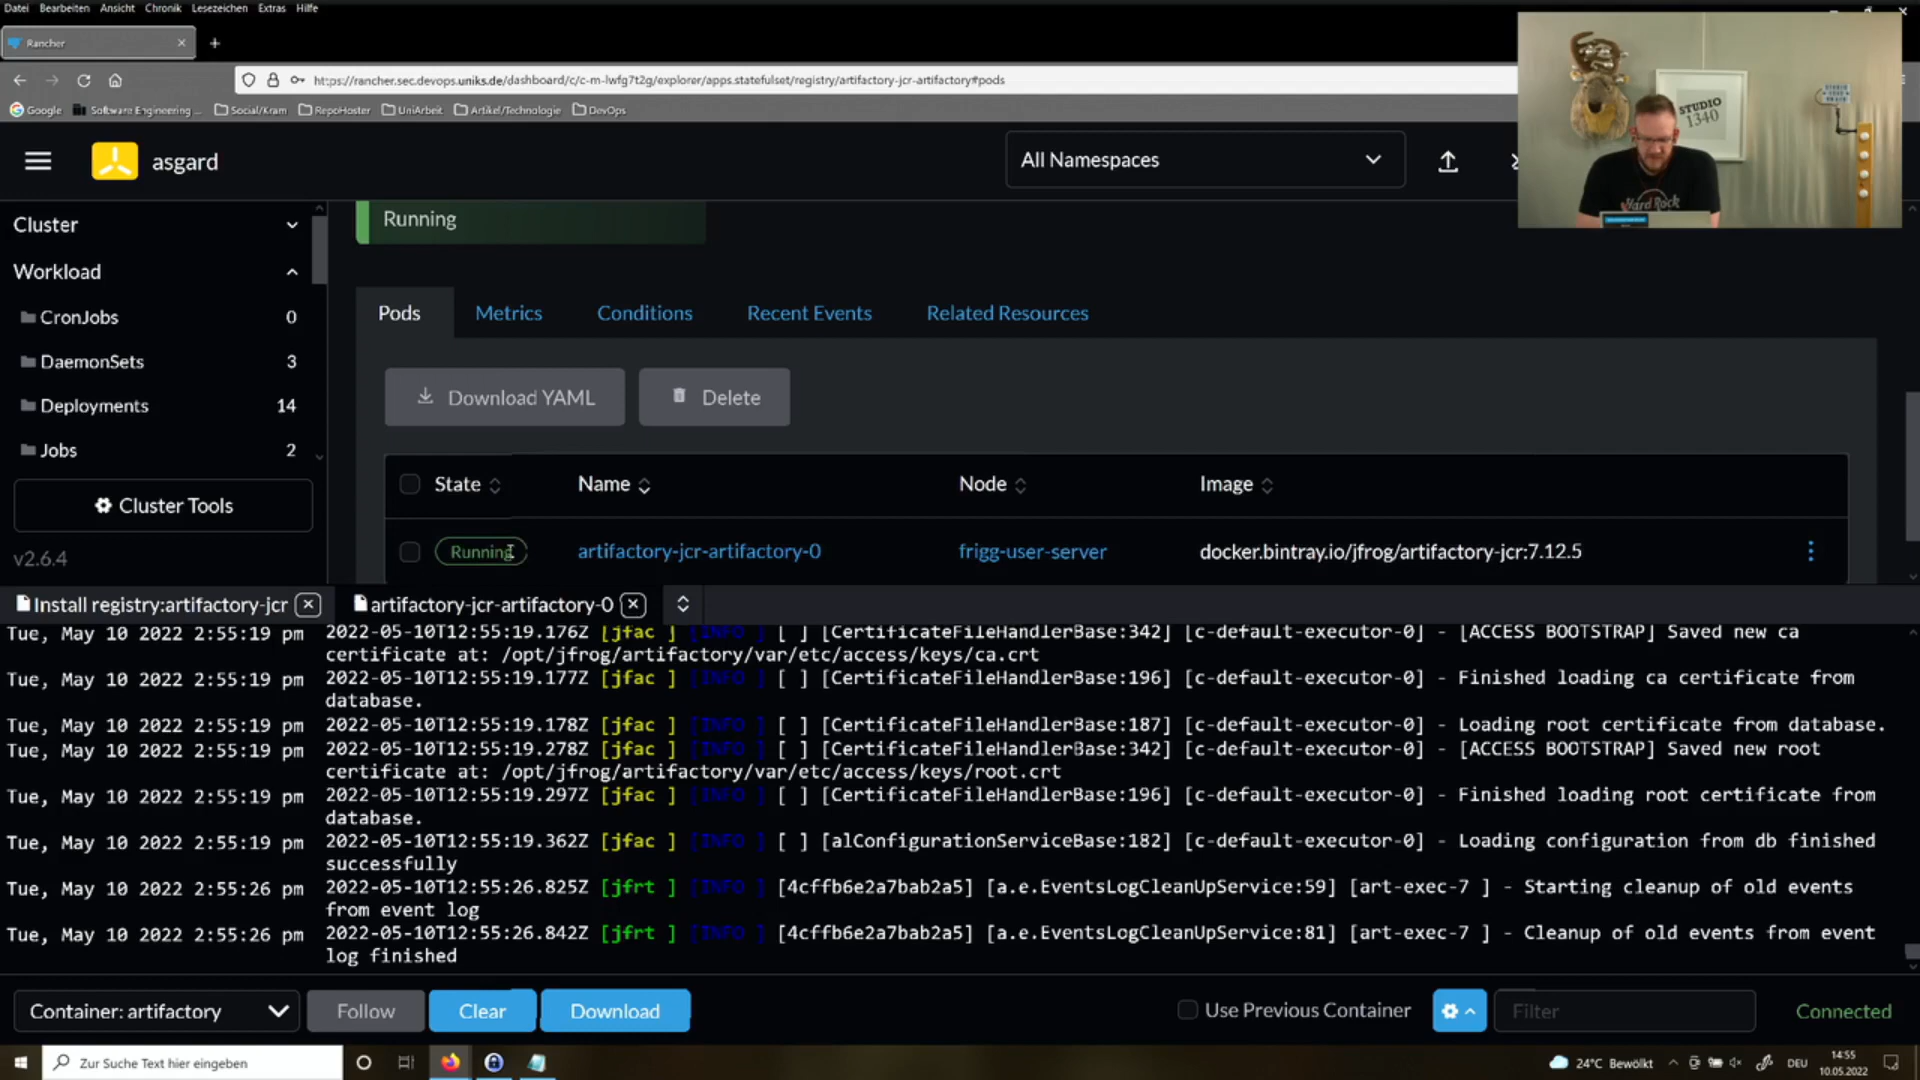 Datei Bearbeiten Ansicht Chronik Lesezeichen Extras Hilfe
Rancher
https://rancher.sec.devops.uniks.de/dashboard/c/c-m-lwfg7t2g/explorer/apps.statefulset/registry/artifactory-jcr-artifactory#pods
Google Software Engineering ... Social/Kram RepoHoster UniArbeit Artikel/Technologie DevOps
STUDIO
1340
Hard Rock
asgard
All Namespaces
Cluster
Workload
CronJobs 0
DaemonSets 3
Deployments 14
Jobs 2
Cluster Tools
v2.6.4
Running
Pods Metrics Conditions Recent Events Related Resources
Download YAML Delete
State Name Node Image
Running artifactory-jcr-artifactory-0 frigg-user-server docker.bintray.io/jfrog/artifactory-jcr:7.12.5
Install registry:artifactory-jcr artifactory-jcr-artifactory-0
Tue, May 10 2022 2:55:19 pm 2022-05-10T12:55:19.176Z [jfac ] [INFO ] [ ] [CertificateFileHandlerBase:342] [c-default-executor-0] - [ACCESS BOOTSTRAP] Saved new ca
certificate at: /opt/jfrog/artifactory/var/etc/access/keys/ca.crt
Tue, May 10 2022 2:55:19 pm 2022-05-10T12:55:19.177Z [jfac ] [INFO ] [ ] [CertificateFileHandlerBase:196] [c-default-executor-0] - Finished loading ca certificate from
database.
Tue, May 10 2022 2:55:19 pm 2022-05-10T12:55:19.178Z [jfac ] [INFO ] [ ] [CertificateFileHandlerBase:187] [c-default-executor-0] - Loading root certificate from database.
Tue, May 10 2022 2:55:19 pm 2022-05-10T12:55:19.278Z [jfac ] [INFO ] [ ] [CertificateFileHandlerBase:342] [c-default-executor-0] - [ACCESS BOOTSTRAP] Saved new root
certificate at: /opt/jfrog/artifactory/var/etc/access/keys/root.crt
Tue, May 10 2022 2:55:19 pm 2022-05-10T12:55:19.297Z [jfac ] [INFO ] [ ] [CertificateFileHandlerBase:196] [c-default-executor-0] - Finished loading root certificate from
database.
Tue, May 10 2022 2:55:19 pm 2022-05-10T12:55:19.362Z [jfac ] [INFO ] [ ] [alConfigurationServiceBase:182] [c-default-executor-0] - Loading configuration from db finished
successfully
Tue, May 10 2022 2:55:26 pm 2022-05-10T12:55:26.825Z [jfrt ] [INFO ] [4cffb6e2a7bab2a5] [a.e.EventsLogCleanUpService:59] [art-exec-7 ] - Starting cleanup of old events
from event log
Tue, May 10 2022 2:55:26 pm 2022-05-10T12:55:26.842Z [jfrt ] [INFO ] [4cffb6e2a7bab2a5] [a.e.EventsLogCleanUpService:81] [art-exec-7 ] - Cleanup of old events from event
log finished
Container: artifactory Follow Clear Download Use Previous Container Filter Connected
Zur Suche Text hier eingeben 24°C Bewölkt DEU 14:55
10.05.2022